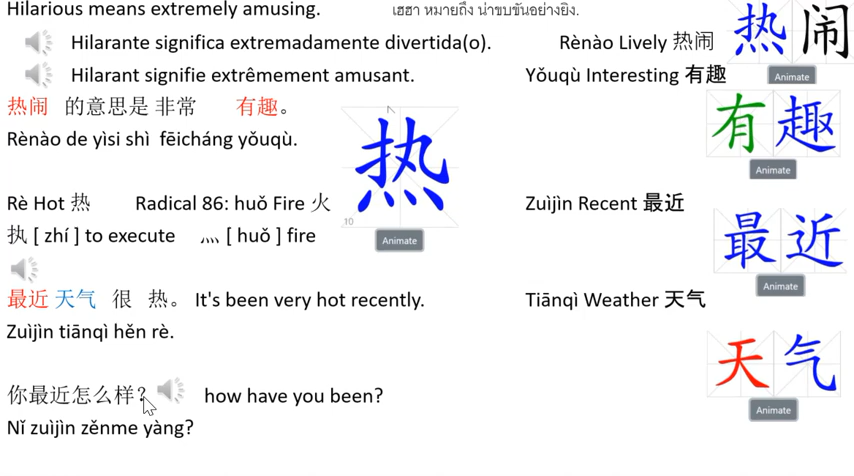 Hilarious means extremely amusing. เฮฮา หมายถึง น่าขบขันอย่างยิ่ง.
Hilarante significa extremadamente divertida(o). Rènào Lively 热闹 热闹
Hilarant signifie extrêmement amusant. Yǒuqù Interesting 有趣 Animate
热闹 的意思是 非常 有趣。 有趣
Rènào de yìsi shì fēicháng yǒuqù. 热
Animate
Rè Hot 热 Radical 86: huǒ Fire 火 10 Zuìjìn Recent 最近
执 [ zhí ] to execute 灬 [ huǒ ] fire Animate 最近
Animate
最近 天气 很 热。 It's been very hot recently. Tiānqì Weather 天气
Zuìjìn tiānqì hěn rè.
天气
你最近怎么样? how have you been? Animate
Nǐ zuìjìn zěnme yàng?